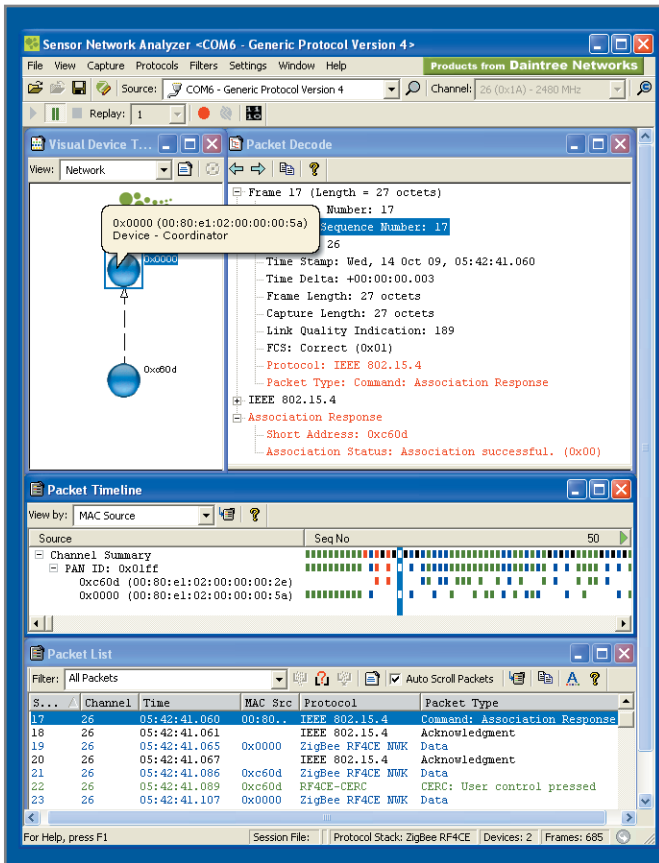 Sensor Network Analyzer <COM6 - Generic Protocol Version 4>
File View Capture Protocols Filters Settings Window Help Products from Daintree Networks
Source: COM6 - Generic Protocol Version 4 Channel: 26 (0x1A) - 2480 MHz
Replay: 1
Visual Device T...
View: Network
0x0000 (00:80:e1:02:00:00:00:5a)
Device - Coordinator
0x0000
0xc60d
Packet Decode
Frame 17 (Length = 27 octets)
Number: 17
Sequence Number: 17
26
Time Stamp: Wed, 14 Oct 09, 05:42:41.060
Time Delta: +00:00:00.003
Frame Length: 27 octets
Capture Length: 27 octets
Link Quality Indication: 189
FCS: Correct (0x01)
Protocol: IEEE 802.15.4
Packet Type: Command: Association Response
IEEE 802.15.4
Association Response
Short Address: 0xc60d
Association Status: Association successful. (0x00)
Packet Timeline
View by: MAC Source
Source Seq No 50
Channel Summary
PAN ID: 0x01ff
0xc60d (00:80:e1:02:00:00:00:2e)
0x0000 (00:80:e1:02:00:00:00:5a)
Packet List
Filter: All Packets Auto Scroll Packets
S... Channel Time MAC Src Protocol Packet Type
17 26 05:42:41.060 00:80.. IEEE 802.15.4 Command: Association Response
18 26 05:42:41.061 IEEE 802.15.4 Acknowledgment
19 26 05:42:41.065 0x0000 ZigBee RF4CE NWK Data
20 26 05:42:41.067 IEEE 802.15.4 Acknowledgment
21 26 05:42:41.086 0xc60d ZigBee RF4CE NWK Data
22 26 05:42:41.089 0xc60d RF4CE-CERC CERC: User control pressed
23 26 05:42:41.107 0x0000 ZigBee RF4CE NWK Data
For Help, press F1 Session File: Protocol Stack: ZigBee RF4CE Devices: 2 Frames: 685